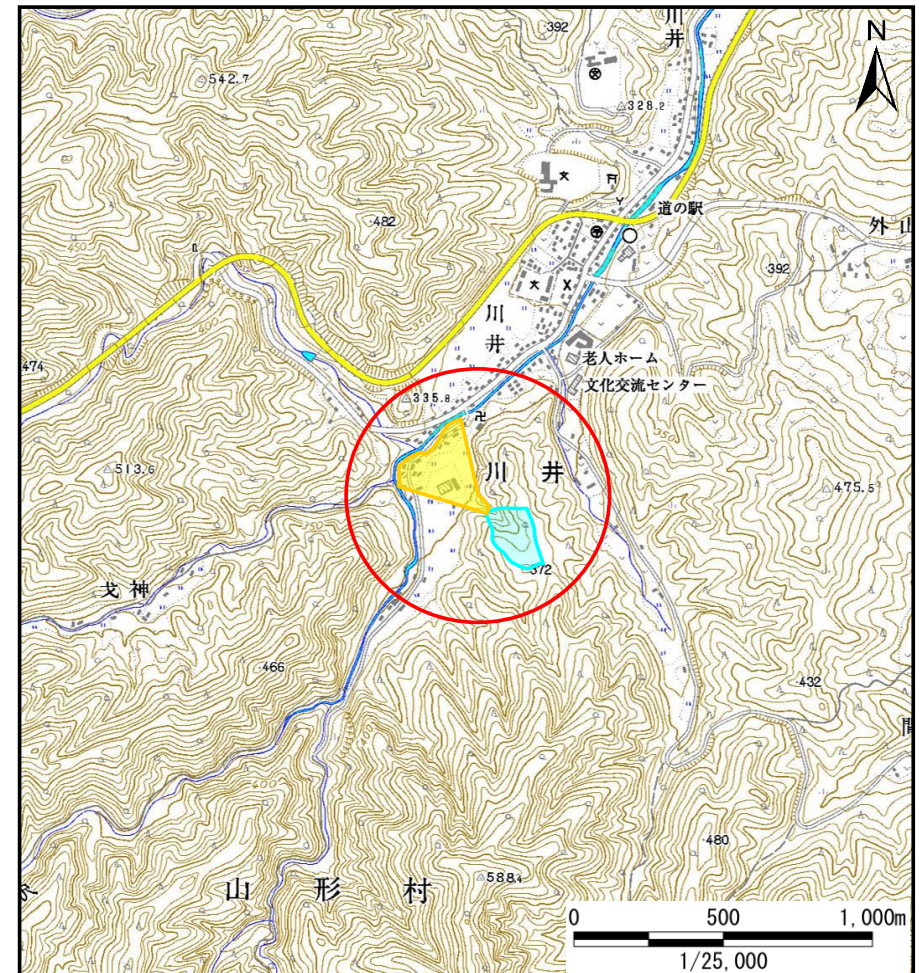 川井
392
N
542.7
328.2
道の駅
外山
482
392
川井
474
老人ホーム
文化交流センター
335.8
川井
513.6
475.5
372
戈神
466
432
480
588.4
山形村
0 500 1,000m
1/25,000